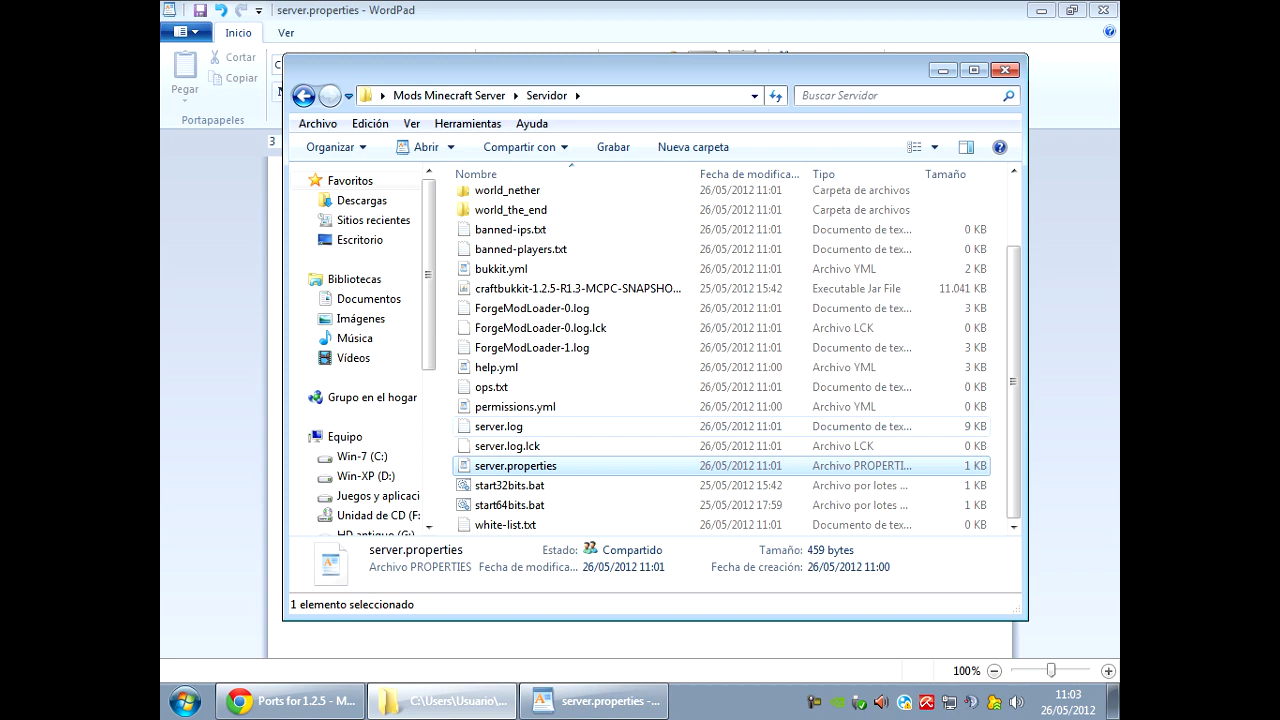 server.properties - WordPad
Inicio
Ver
Cortar
Copiar
Pegar
Portapapeles
3
Mods Minecraft Server
Servidor
Buscar Servidor
Archivo
Edición
Ver
Herramientas
Ayuda
Organizar
Abrir
Compartir con
Grabar
Nueva carpeta
Favoritos
Descargas
Sitios recientes
Escritorio
Bibliotecas
Documentos
Imágenes
Música
Vídeos
Grupo en el hogar
Equipo
Win-7 (C:)
Win-XP (D:)
Juegos y aplicaci
Unidad de CD (F:
HD antiguo (G:)
Nombre Fecha de modifica... Tipo Tamaño
world_nether 26/05/2012 11:01 Carpeta de archivos
world_the_end 26/05/2012 11:01 Carpeta de archivos
banned-ips.txt 26/05/2012 11:01 Documento de tex... 0 KB
banned-players.txt 26/05/2012 11:01 Documento de tex... 0 KB
bukkit.yml 26/05/2012 11:01 Archivo YML 2 KB
craftbukkit-1.2.5-R1.3-MCPC-SNAPSHO... 25/05/2012 15:42 Executable Jar File 11.041 KB
ForgeModLoader-0.log 26/05/2012 11:01 Documento de tex... 3 KB
ForgeModLoader-0.log.lck 26/05/2012 11:01 Archivo LCK 0 KB
ForgeModLoader-1.log 26/05/2012 11:01 Documento de tex... 3 KB
help.yml 26/05/2012 11:00 Archivo YML 3 KB
ops.txt 26/05/2012 11:01 Documento de tex... 0 KB
permissions.yml 26/05/2012 11:00 Archivo YML 0 KB
server.log 26/05/2012 11:01 Documento de tex... 9 KB
server.log.lck 26/05/2012 11:01 Archivo LCK 0 KB
server.properties 26/05/2012 11:01 Archivo PROPERTI... 1 KB
start32bits.bat 25/05/2012 15:42 Archivo por lotes ... 1 KB
start64bits.bat 25/05/2012 17:59 Archivo por lotes ... 1 KB
white-list.txt 26/05/2012 11:01 Documento de tex... 0 KB
server.properties Estado: Compartido Tamaño: 459 bytes
Archivo PROPERTIES Fecha de modifica... 26/05/2012 11:01 Fecha de creación: 26/05/2012 11:00
1 elemento seleccionado
100%
Ports for 1.2.5 - M...
C:\Users\Usuario\...
server.properties -...
11:03
26/05/2012